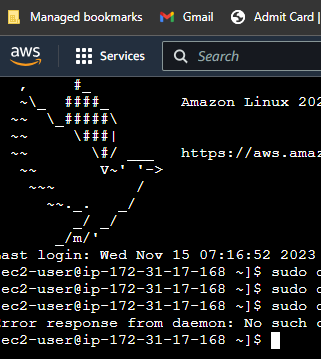 Managed bookmarks Gmail Admit Card |
aws Services Search
,     #_
~\_  ####_        Amazon Linux 202
~~  \_#####\
~~     \###|
~~       \#/ ___   https://aws.amaz
~~       V~' '->
~~~         /
~~._.   _/
_/ _/
_/m/'
Last login: Wed Nov 15 07:16:52 2023
ec2-user@ip-172-31-17-168 ~]$ sudo
ec2-user@ip-172-31-17-168 ~]$ sudo
ec2-user@ip-172-31-17-168 ~]$ sudo
Error response from daemon: No such
ec2-user@ip-172-31-17-168 ~]$